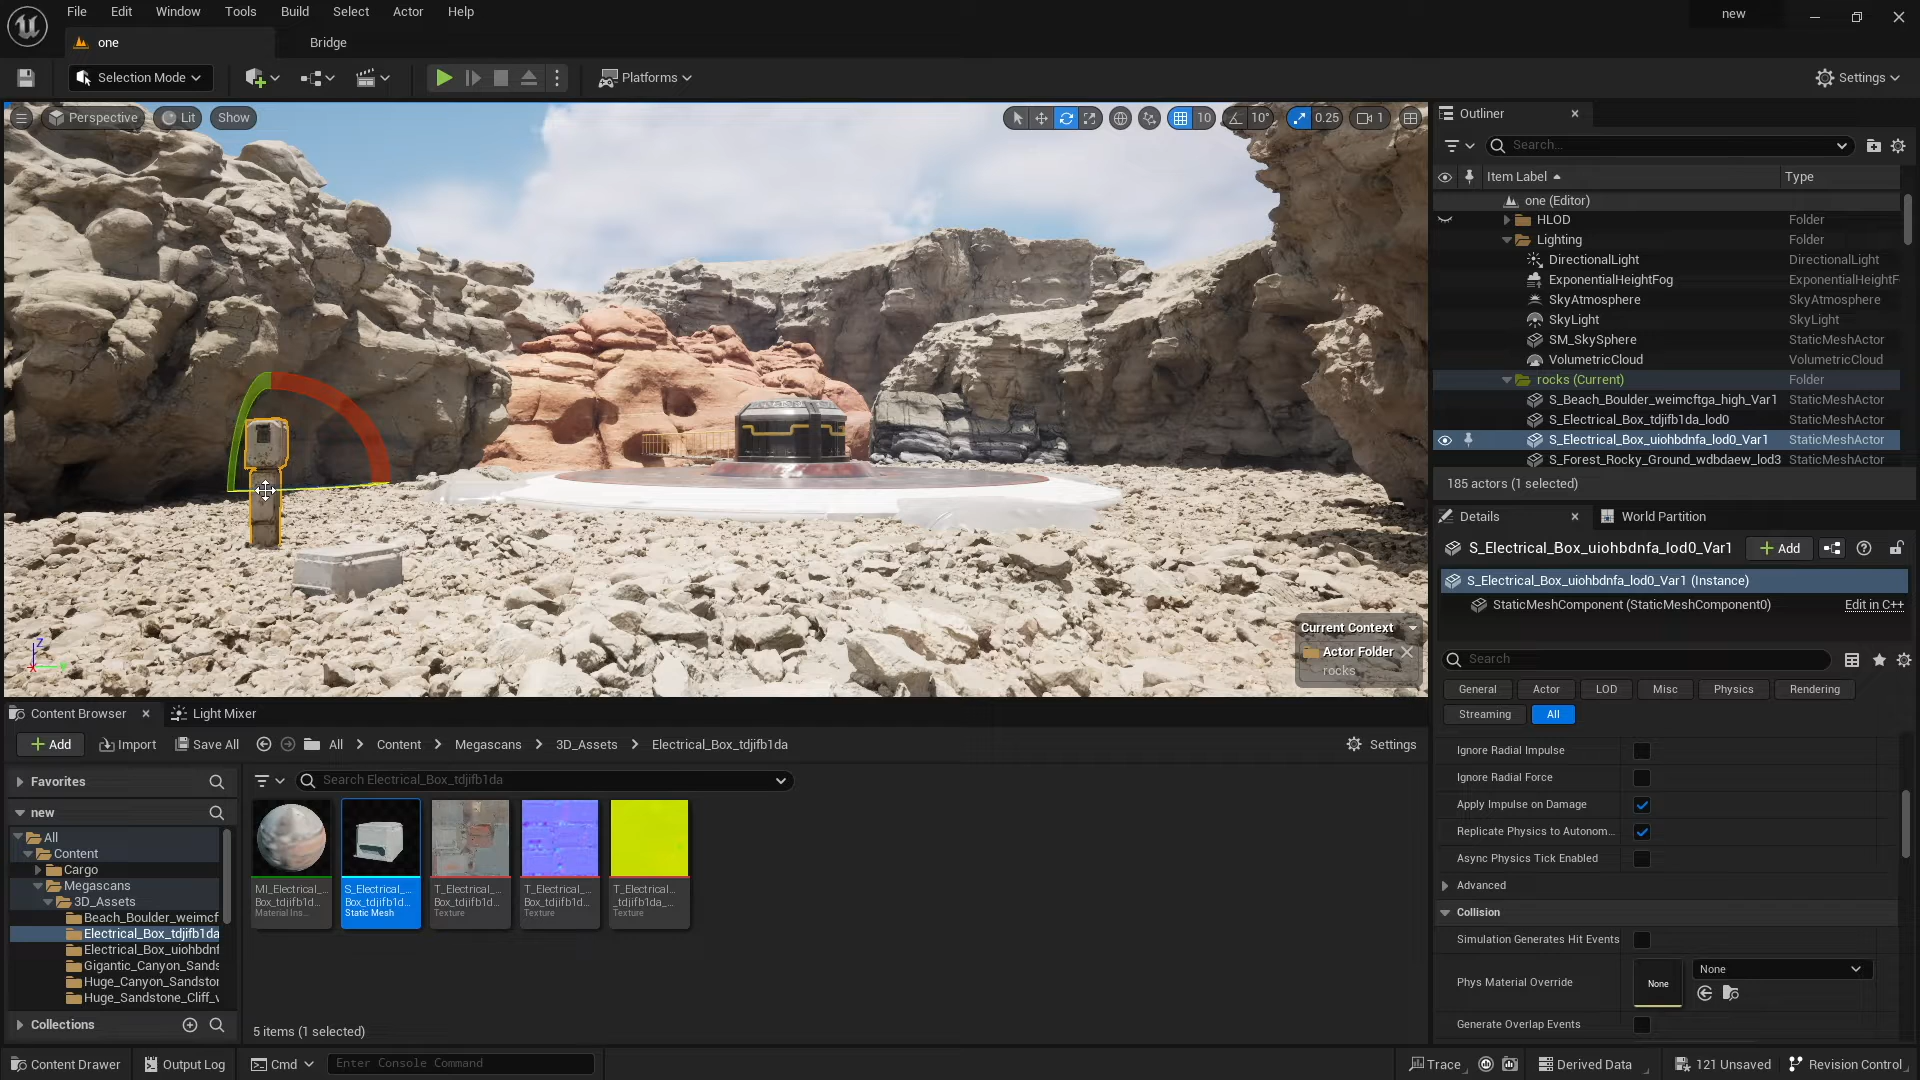 File Edit Window Tools Build Select Actor Help
new
one
Bridge
Selection Mode
Platforms
Settings
Perspective
Lit
Show
10
10°
0.25
1
Outliner
Search...
Item Label
Type
one (Editor)
HLOD
Folder
Lighting
Folder
DirectionalLight
DirectionalLight
ExponentialHeightFog
ExponentialHeightF
SkyAtmosphere
SkyAtmosphere
SkyLight
SkyLight
SM_SkySphere
StaticMeshActor
VolumetricCloud
VolumetricCloud
rocks (Current)
Folder
S_Beach_Boulder_weimcftga_high_Var1
StaticMeshActor
S_Electrical_Box_tdjifb1da_lod0
StaticMeshActor
S_Electrical_Box_uiohbdnfa_lod0_Var1
StaticMeshActor
S_Forest_Rocky_Ground_wdbdaew_lod3
StaticMeshActor
185 actors (1 selected)
Details
World Partition
S_Electrical_Box_uiohbdnfa_lod0_Var1
Add
S_Electrical_Box_uiohbdnfa_lod0_Var1 (Instance)
StaticMeshComponent (StaticMeshComponent0)
Edit in C++
Search
General
Actor
LOD
Misc
Physics
Rendering
Streaming
All
Ignore Radial Impulse
Ignore Radial Force
Apply Impulse on Damage
Replicate Physics to Autonom...
Async Physics Tick Enabled
Advanced
Collision
Simulation Generates Hit Events
Phys Material Override
None
None
Generate Overlap Events
Z
Current Context
Actor Folder
rocks
Content Browser
Light Mixer
Add
Import
Save All
All
Content
Megascans
3D_Assets
Electrical_Box_tdjifb1da
Settings
Favorites
new
All
Content
Cargo
Megascans
3D_Assets
Beach_Boulder_weimcf
Electrical_Box_tdjifb1da
Electrical_Box_uiohbdnf
Gigantic_Canyon_Sands
Huge_Canyon_Sandstor
Huge_Sandstone_Cliff_v
Collections
Search Electrical_Box_tdjifb1da
MI_Electrical_...
Box_tdjifb1d...
Material Ins...
S_Electrical_...
Box_tdjifb1d...
Static Mesh
T_Electrical_...
Box_tdjifb1d...
Texture
T_Electrical_...
Box_tdjifb1d...
Texture
T_Electrical...
Box_tdjifb1da_...
Texture
5 items (1 selected)
Content Drawer
Output Log
Cmd
Enter Console Command
Trace
Derived Data
121 Unsaved
Revision Control